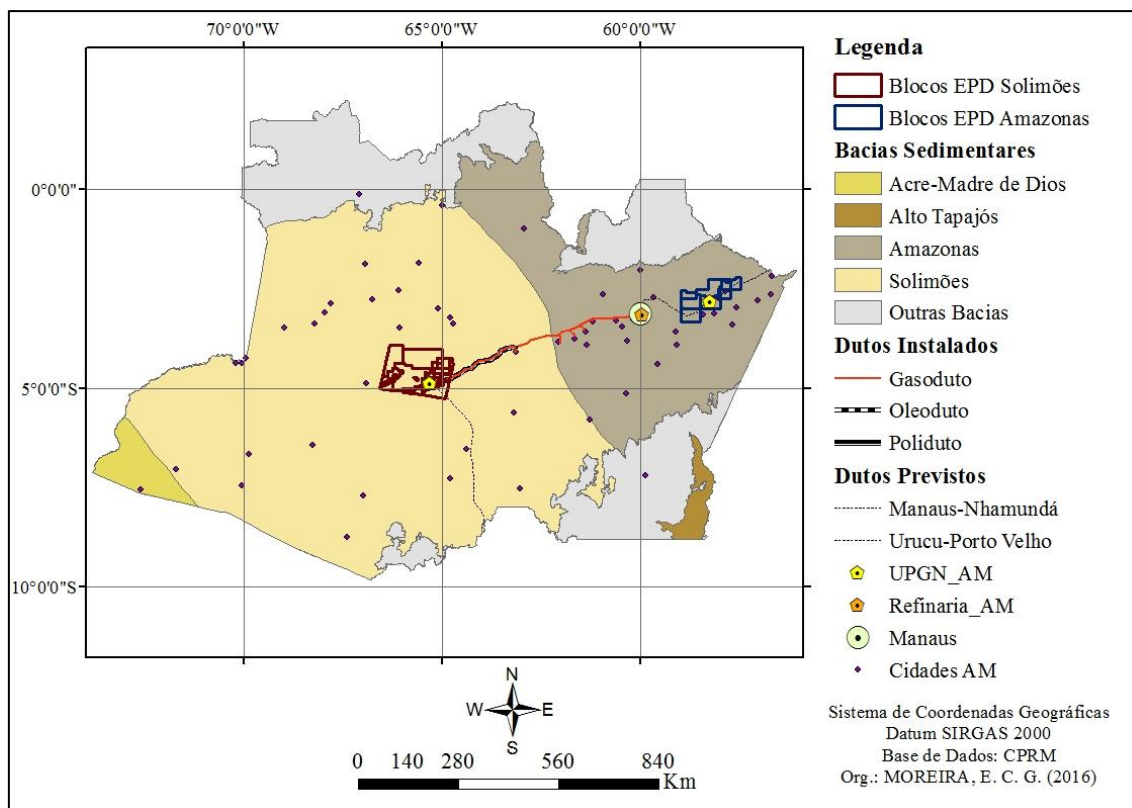 70°0'0"W 65°0'0"W 60°0'0"W
0°0'0"
5°0'0"S
10°0'0"S
N
W E
S
0 140 280 560 840
Km
Legenda
Blocos EPD Solimões
Blocos EPD Amazonas
Bacias Sedimentares
Acre-Madre de Dios
Alto Tapajós
Amazonas
Solimões
Outras Bacias
Dutos Instalados
Gasoduto
Oleoduto
Poliduto
Dutos Previstos
Manaus-Nhamundá
Urucu-Porto Velho
UPGN_AM
Refinaria_AM
Manaus
Cidades AM
Sistema de Coordenadas Geográficas
Datum SIRGAS 2000
Base de Dados: CPRM
Org.: MOREIRA, E. C. G. (2016)